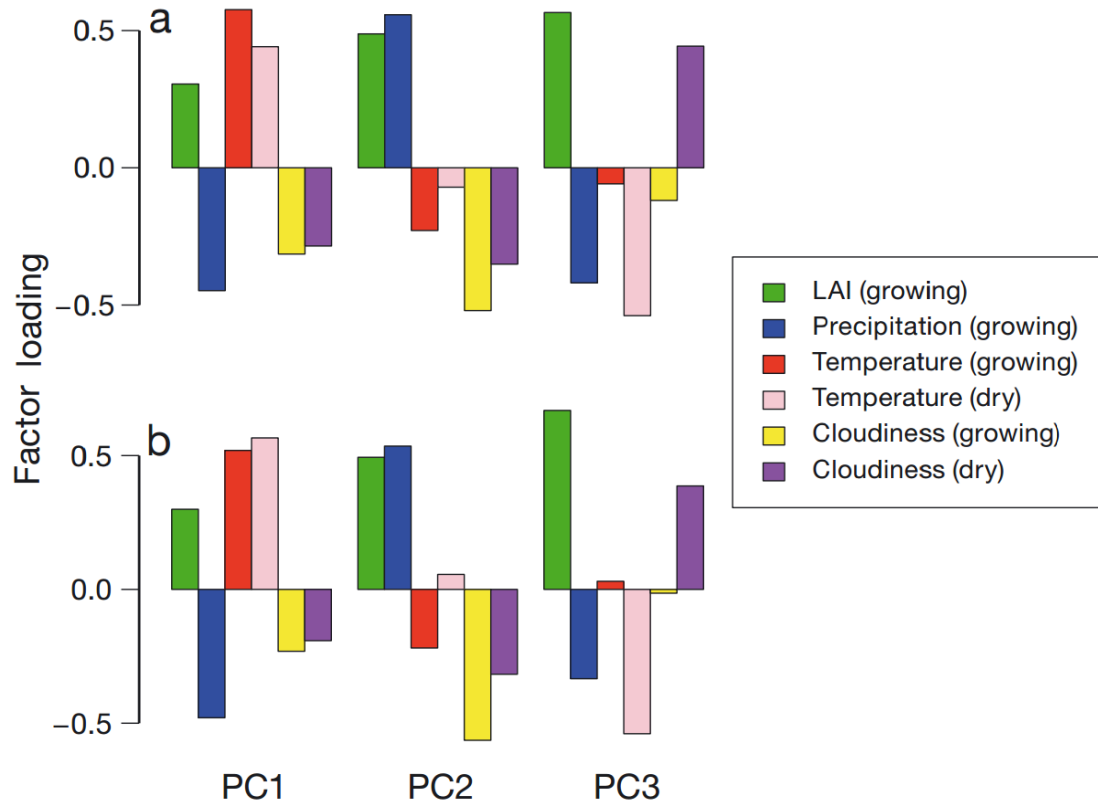 a
0.5
0.0
−0.5
Factor loading
b
0.5
0.0
−0.5
PC1 PC2 PC3
LAI (growing)
Precipitation (growing)
Temperature (growing)
Temperature (dry)
Cloudiness (growing)
Cloudiness (dry)